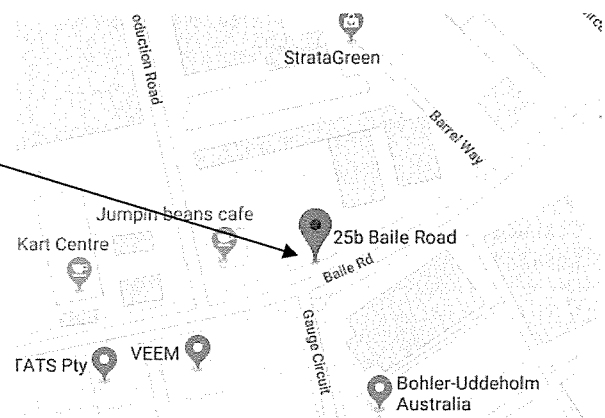 oduction Road
StrataGreen
Barrel Way
Jumpin beans cafe
Kart Centre
25b Baile Road
Baile Rd
Gauge Circuit
TATS Pty
VEEM
Bohler-Uddeholm
Australia